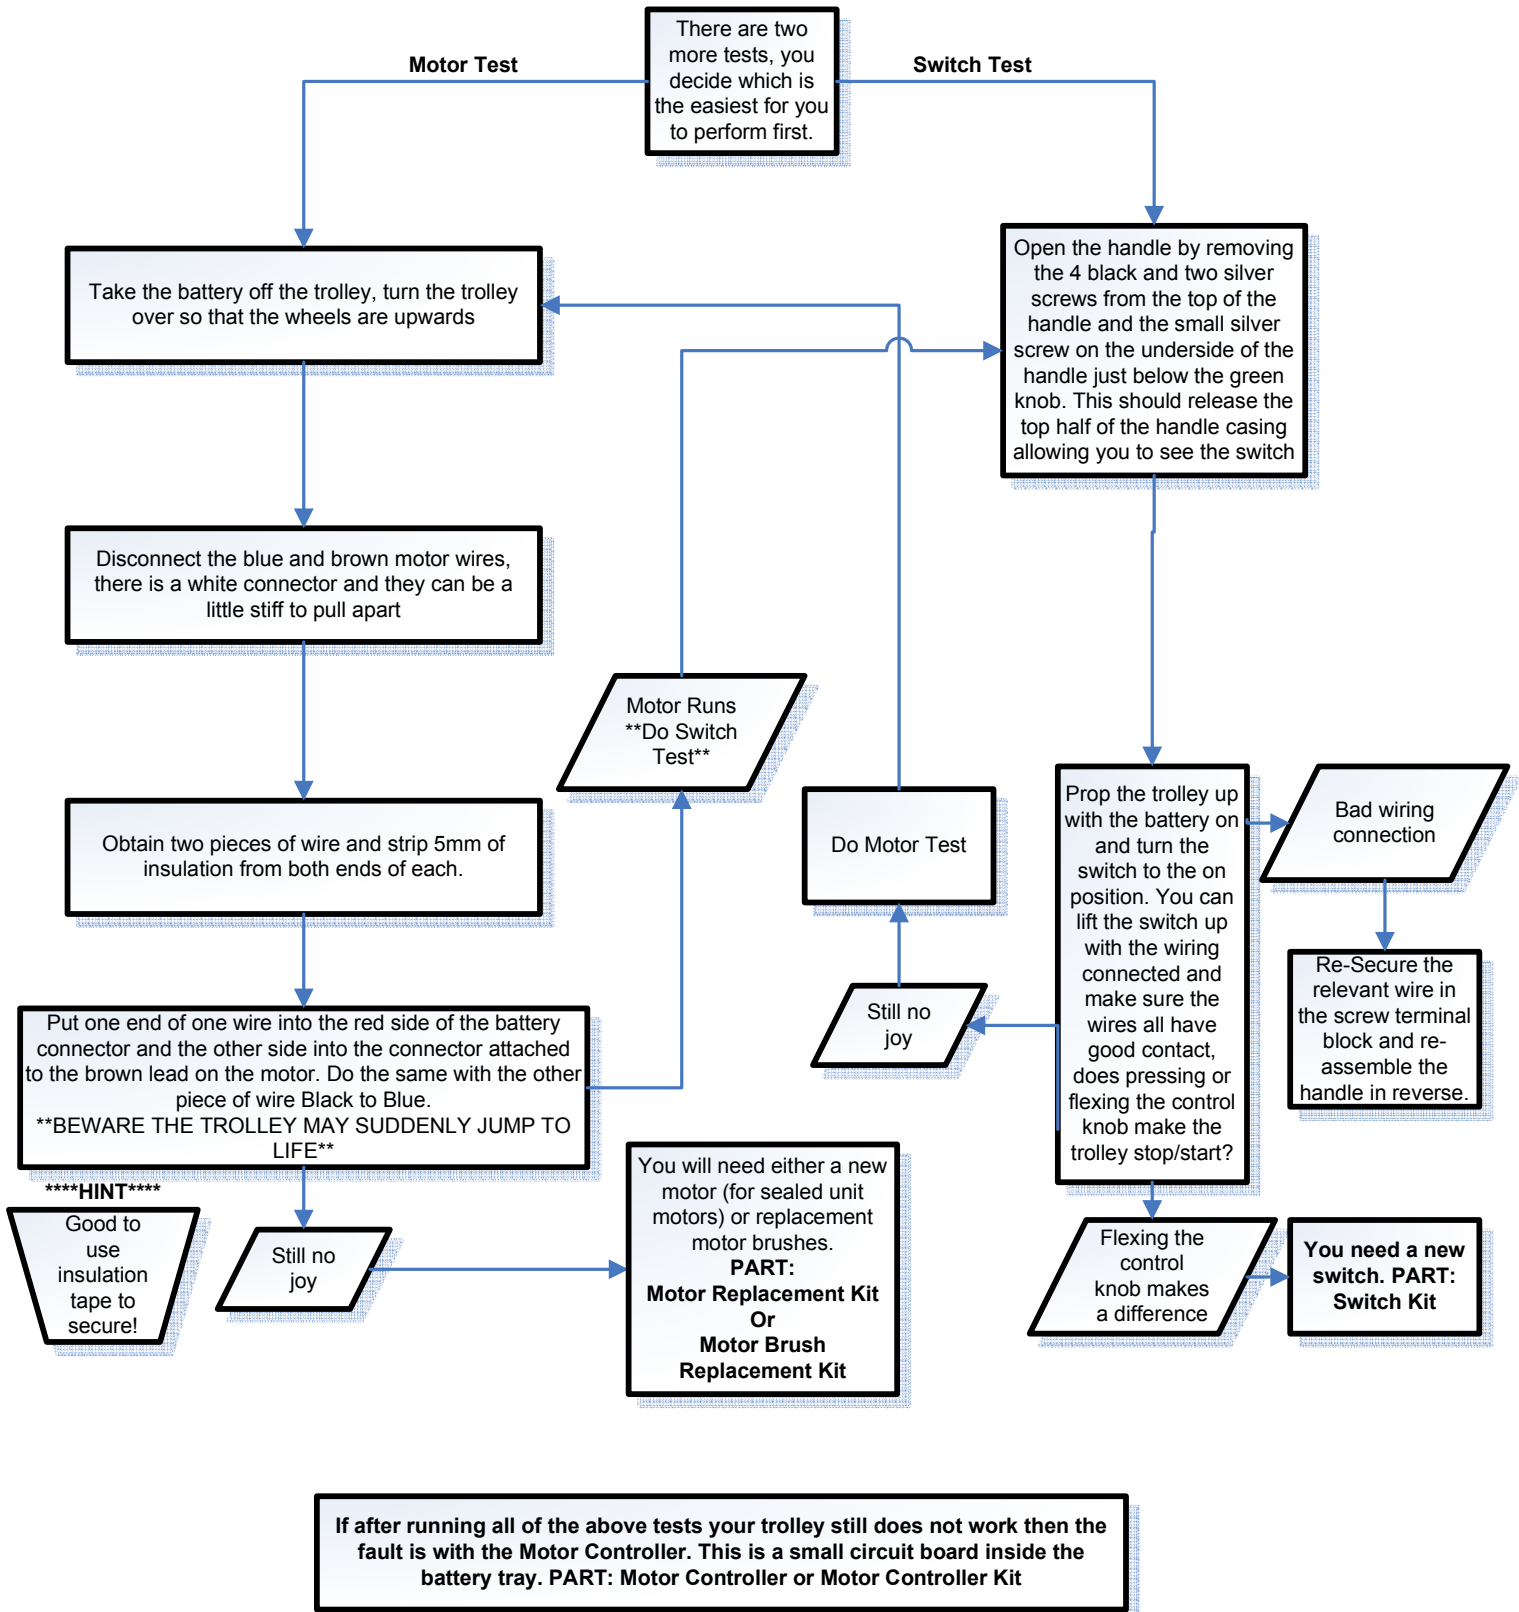 There are two
more tests, you
decide which is
the easiest for you
to perform first.
Motor Test
Switch Test
Take the battery off the trolley, turn the trolley
over so that the wheels are upwards
Open the handle by removing
the 4 black and two silver
screws from the top of the
handle and the small silver
screw on the underside of the
handle just below the green
knob. This should release the
top half of the handle casing
allowing you to see the switch
Disconnect the blue and brown motor wires,
there is a white connector and they can be a
little stiff to pull apart
Motor Runs
**Do Switch
Test**
Obtain two pieces of wire and strip 5mm of
insulation from both ends of each.
Do Motor Test
Prop the trolley up
with the battery on
and turn the
switch to the on
position. You can
lift the switch up
with the wiring
connected and
make sure the
wires all have
good contact,
does pressing or
flexing the control
knob make the
trolley stop/start?
Bad wiring
connection
Re-Secure the
relevant wire in
the screw terminal
block and re-
assemble the
handle in reverse.
Still no
joy
Put one end of one wire into the red side of the battery
connector and the other side into the connector attached
to the brown lead on the motor. Do the same with the other
piece of wire Black to Blue.
**BEWARE THE TROLLEY MAY SUDDENLY JUMP TO
LIFE**
****HINT****
Good to
use
insulation
tape to
secure!
Still no
joy
You will need either a new
motor (for sealed unit
motors) or replacement
motor brushes.
PART:
Motor Replacement Kit
Or
Motor Brush
Replacement Kit
Flexing the
control
knob makes
a difference
You need a new
switch. PART:
Switch Kit
If after running all of the above tests your trolley still does not work then the
fault is with the Motor Controller. This is a small circuit board inside the
battery tray. PART: Motor Controller or Motor Controller Kit